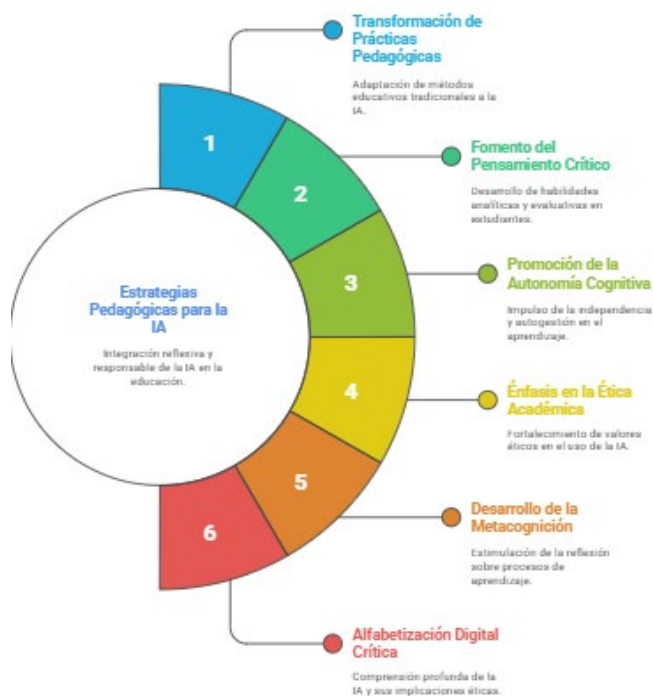 Estrategias
Pedagógicas para la
IA
Integración reflexiva y
responsable de la IA en la
educación.
1
Transformación de
Prácticas
Pedagógicas
Adaptación de métodos
educativos tradicionales a la
IA.
2
Fomento del
Pensamiento Crítico
Desarrollo de habilidades
analíticas y evaluativas en
estudiantes.
3
Promoción de la
Autonomía Cognitiva
Impulso de la independencia
y autogestión en el
aprendizaje.
4
Énfasis en la Ética
Académica
Fortalecimiento de valores
éticos en el uso de la IA.
5
Desarrollo de la
Metacognición
Estimulación de la reflexión
sobre procesos de
aprendizaje.
6
Alfabetización Digital
Crítica
Comprensión profunda de la
IA y sus implicaciones éticas.